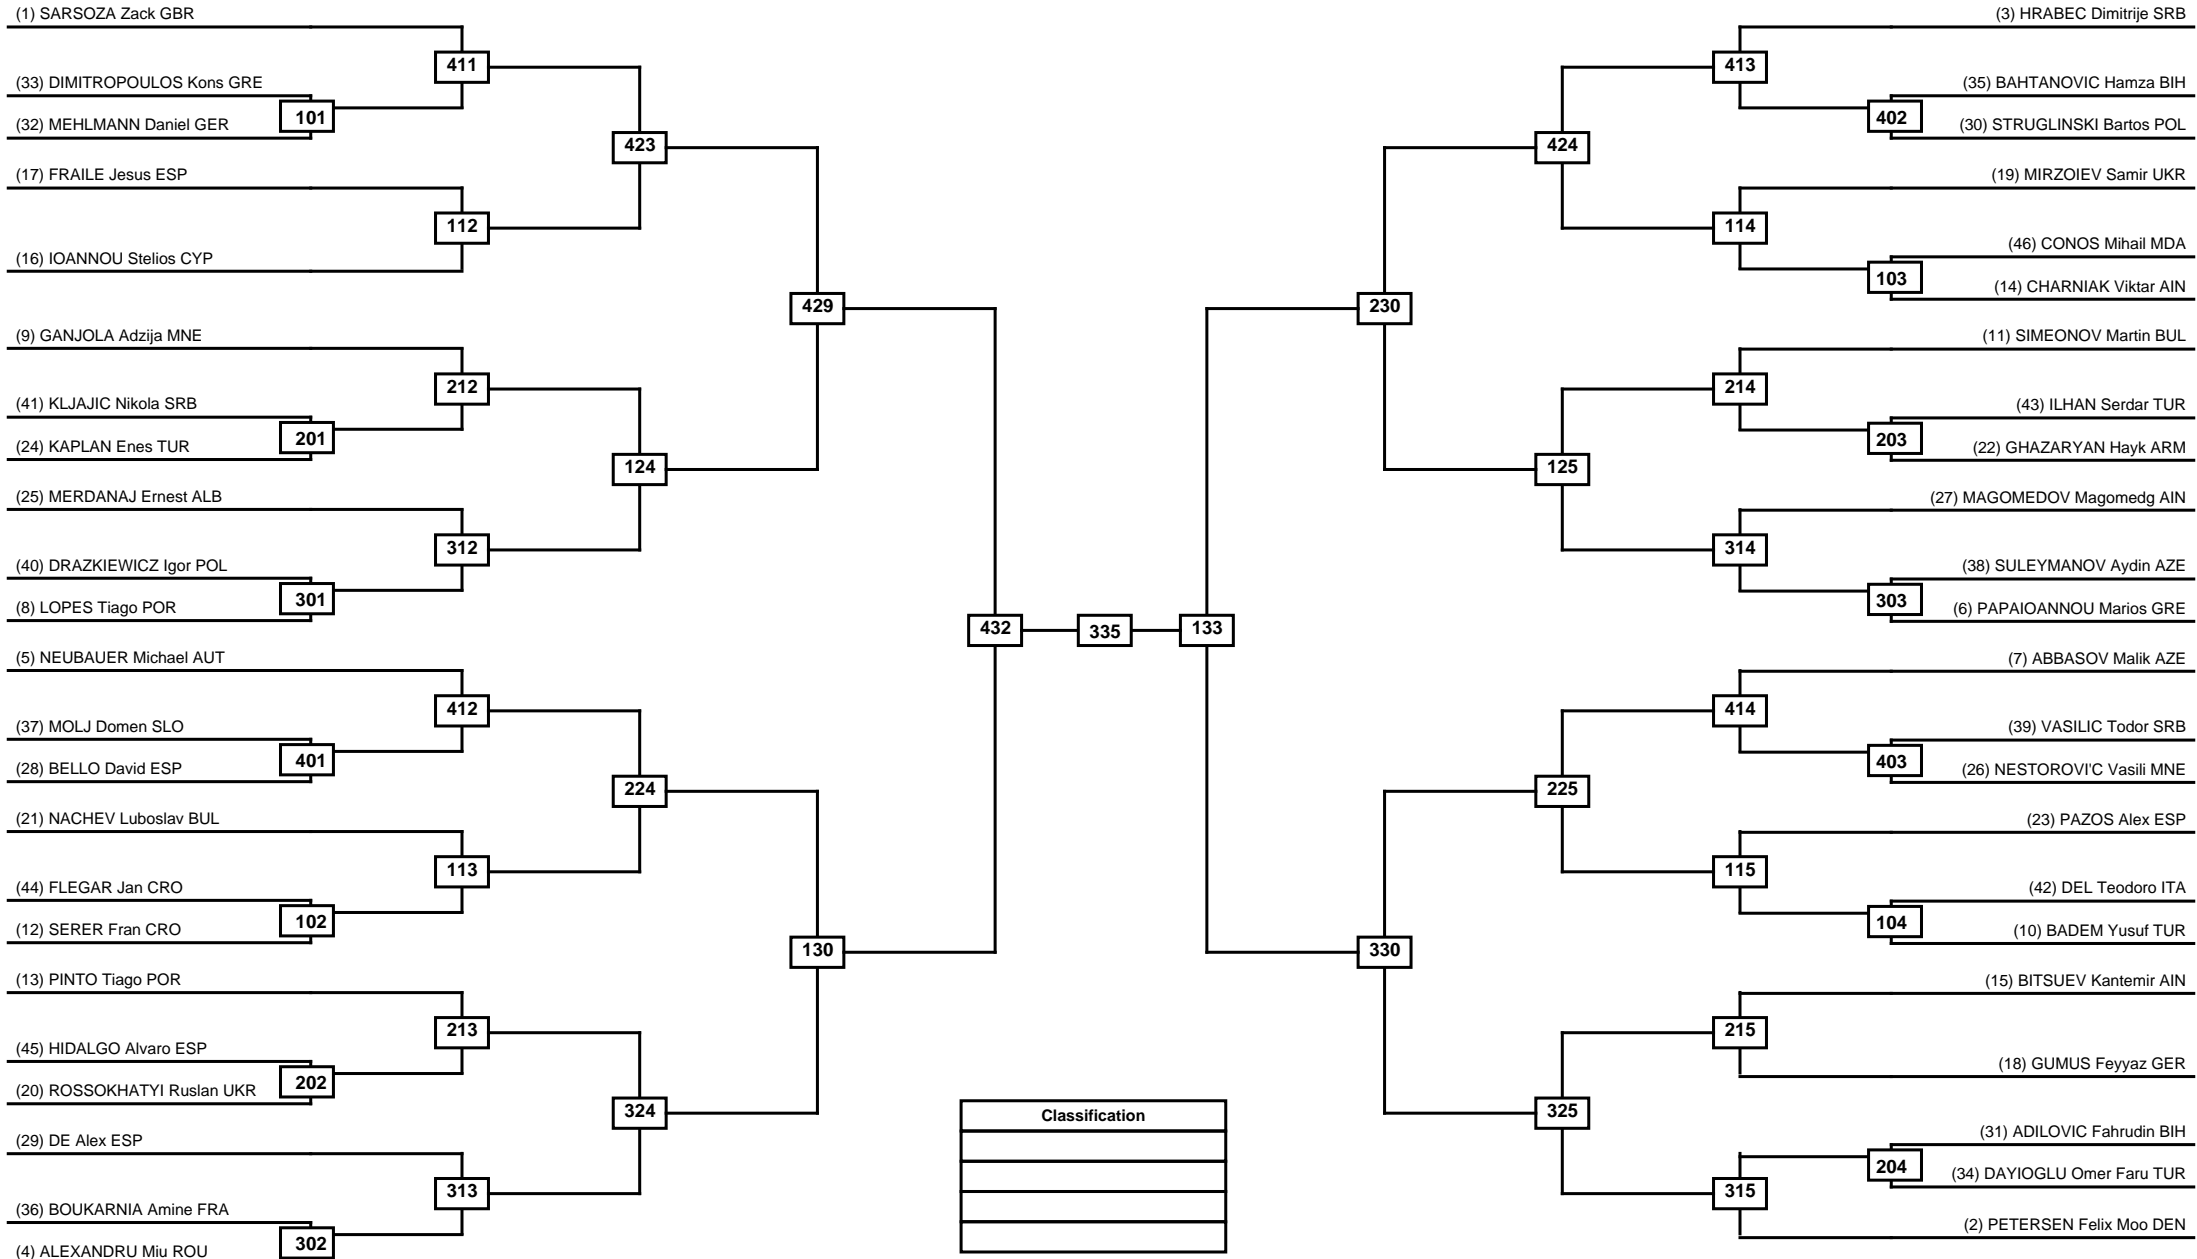 (1) SARSOZA Zack GBR
411
(33) DIMITROPOULOS Kons GRE
101
(32) MEHLMANN Daniel GER
423
(17) FRAILE Jesus ESP
112
(16) IOANNOU Stelios CYP
429
(9) GANJOLA Adzija MNE
212
(41) KLJAJIC Nikola SRB
201
(24) KAPLAN Enes TUR
124
(25) MERDANAJ Ernest ALB
312
(40) DRAZKIEWICZ Igor POL
301
(8) LOPES Tiago POR
432
335
133
(5) NEUBAUER Michael AUT
412
(37) MOLJ Domen SLO
401
(28) BELLO David ESP
224
(21) NACHEV Luboslav BUL
113
(44) FLEGAR Jan CRO
102
(12) SERER Fran CRO
130
(13) PINTO Tiago POR
213
(45) HIDALGO Alvaro ESP
202
(20) ROSSOKHATYI Ruslan UKR
324
(29) DE Alex ESP
313
(36) BOUKARNIA Amine FRA
302
(4) ALEXANDRU Miu ROU
(3) HRABEC Dimitrije SRB
413
(35) BAHTANOVIC Hamza BIH
402
(30) STRUGLINSKI Bartos POL
424
(19) MIRZOIEV Samir UKR
114
(46) CONOS Mihail MDA
103
(14) CHARNIAK Viktar AIN
230
(11) SIMEONOV Martin BUL
214
(43) ILHAN Serdar TUR
203
(22) GHAZARYAN Hayk ARM
125
(27) MAGOMEDOV Magomedg AIN
314
(38) SULEYMANOV Aydin AZE
303
(6) PAPAIOANNOU Marios GRE
(7) ABBASOV Malik AZE
414
(39) VASILIC Todor SRB
403
(26) NESTOROVI'C Vasili MNE
225
(23) PAZOS Alex ESP
115
(42) DEL Teodoro ITA
104
(10) BADEM Yusuf TUR
330
(15) BITSUEV Kantemir AIN
215
(18) GUMUS Feyyaz GER
325
(31) ADILOVIC Fahrudin BIH
204
(34) DAYIOGLU Omer Faru TUR
315
(2) PETERSEN Felix Moo DEN
Classification